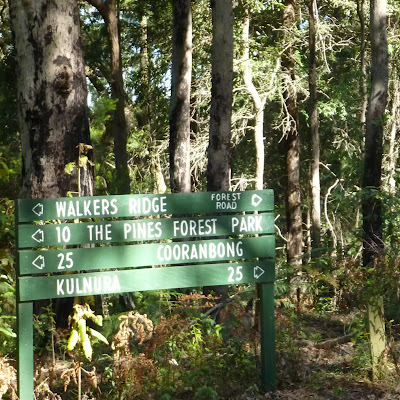 WALKERS RIDGE FOREST ROAD
10 THE PINES FOREST PARK
25 COORANBONG
KULNURA 25